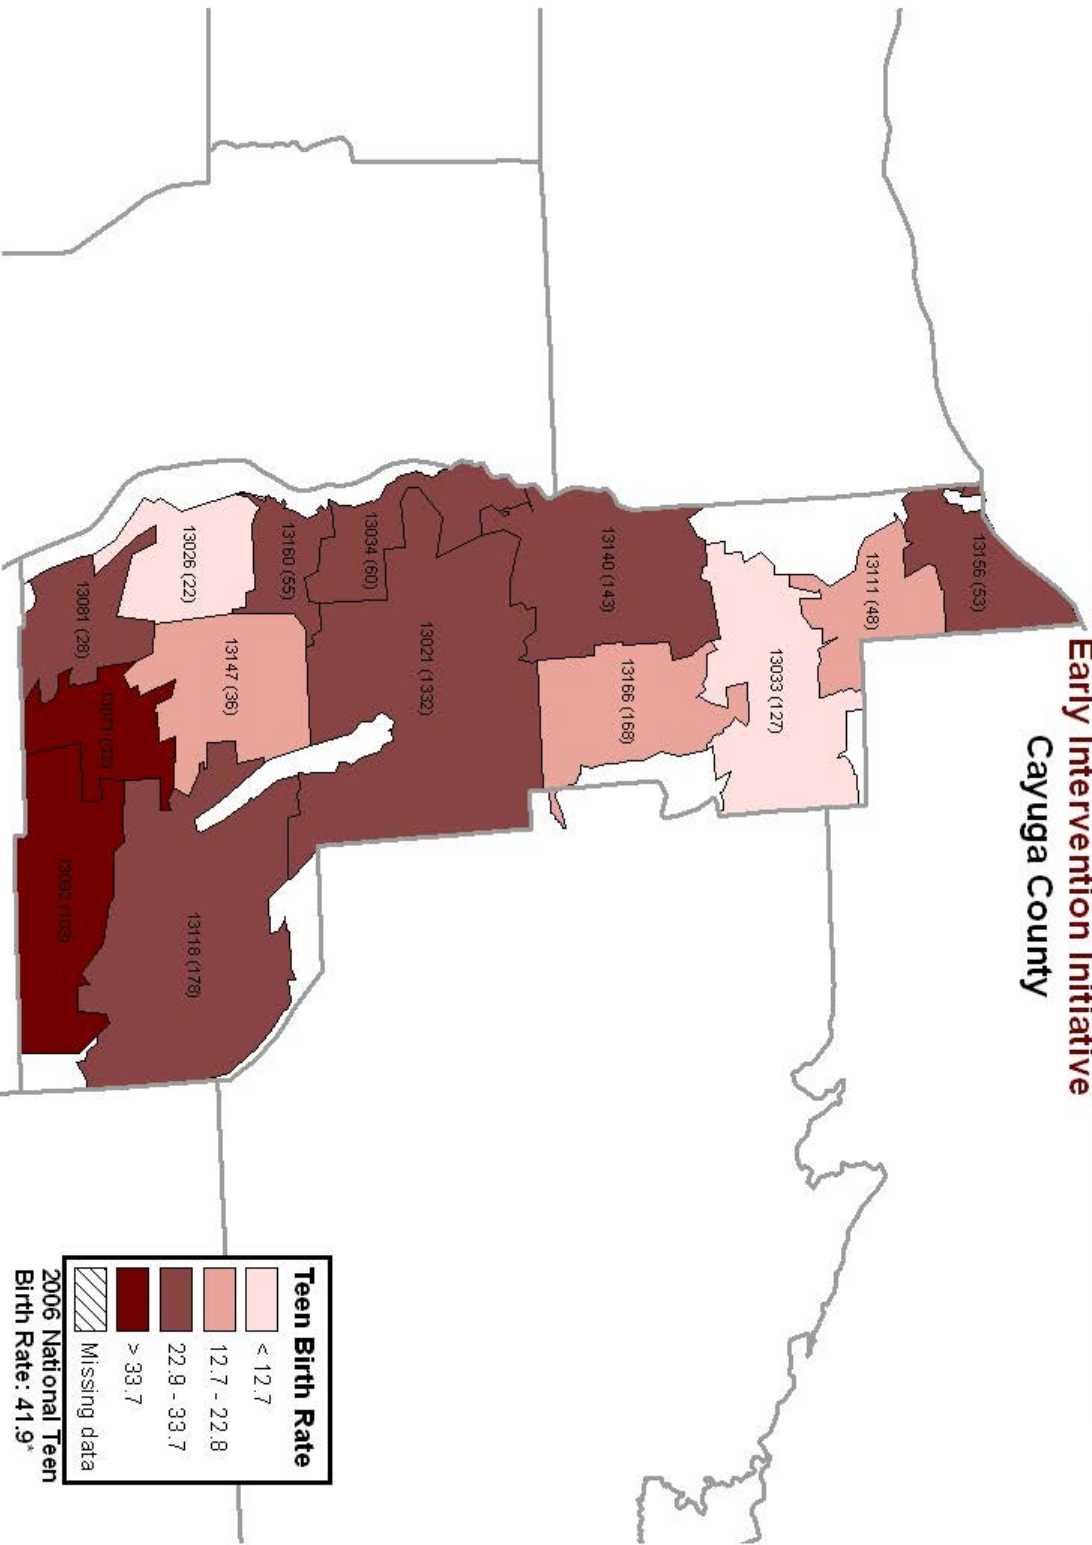 Early Intervention Initiative
Cayuga County
13156 (53)
13111 (48)
13033 (127)
13140 (143)
13166 (168)
13021 (1332)
13034 (60)
13160 (55)
13147 (36)
13026 (22)
13118 (178)
13081 (28)
13092 (103)
Teen Birth Rate
< 12.7
12.7 - 22.8
22.9 - 33.7
> 33.7
Missing data
2006 National Teen
Birth Rate: 41.9*